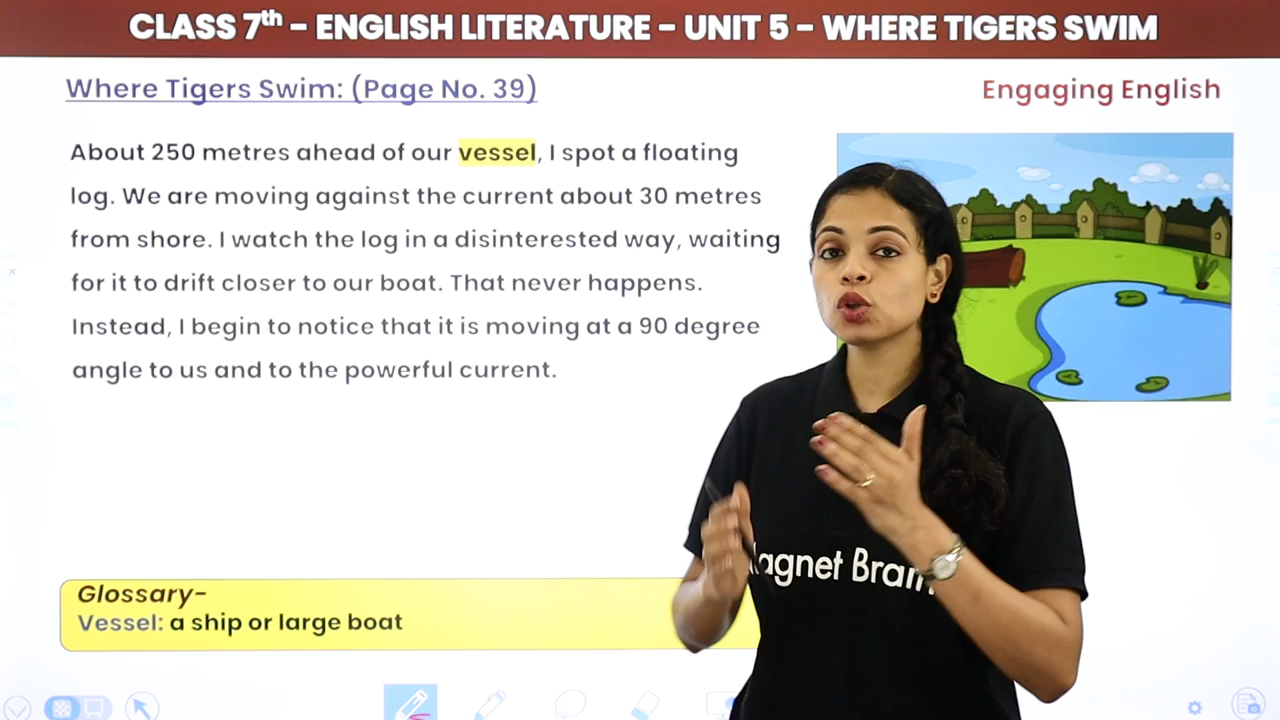 CLASS 7th - ENGLISH LITERATURE - UNIT 5 - WHERE TIGERS SWIM
Where Tigers Swim: (Page No. 39)
Engaging English
About 250 metres ahead of our vessel, I spot a floating
log. We are moving against the current about 30 metres
from shore. I watch the log in a disinterested way, waiting
for it to drift closer to our boat. That never happens.
Instead, I begin to notice that it is moving at a 90 degree
angle to us and to the powerful current.
agnet Brain
Glossary-
Vessel: a ship or large boat